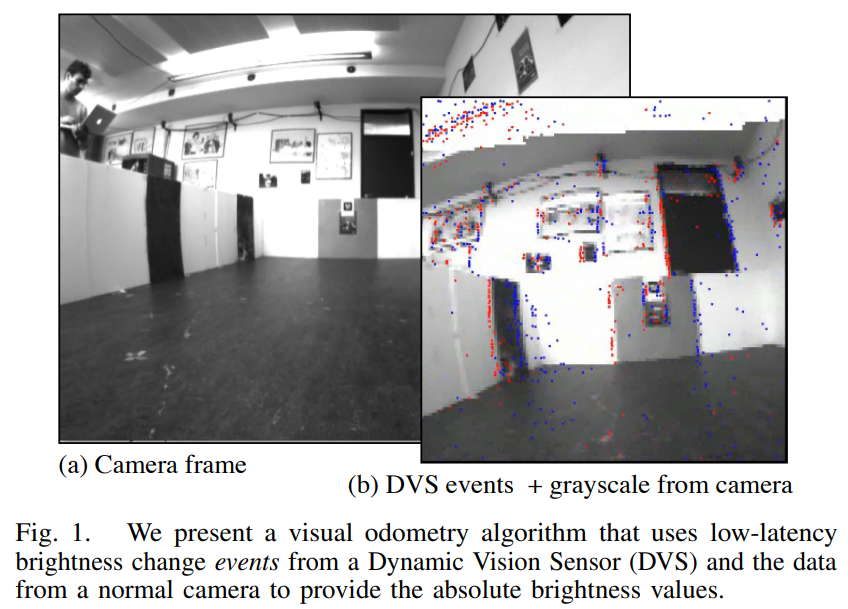 (a) Camera frame
(b) DVS events + grayscale from camera
Fig. 1. We present a visual odometry algorithm that uses low-latency
brightness change events from a Dynamic Vision Sensor (DVS) and the data
from a normal camera to provide the absolute brightness values.